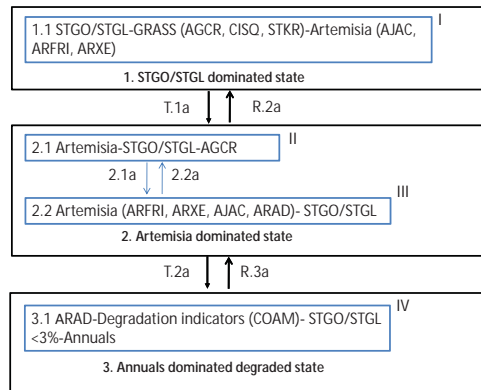 I
1.1 STGO/STGL-GRASS (AGCR, CISQ, STKR)-Artemisia (AJAC,
ARFRI, ARXE)
1. STGO/STGL dominated state
T.1a
R.2a
II
2.1 Artemisia-STGO/STGL-AGCR
2.1a
2.2a
III
2.2 Artemisia (ARFRI, ARXE, AJAC, ARAD)- STGO/STGL
2. Artemisia dominated state
T.2a
R.3a
IV
3.1 ARAD-Degradation indicators (COAM)- STGO/STGL
<3%-Annuals
3. Annuals dominated degraded state